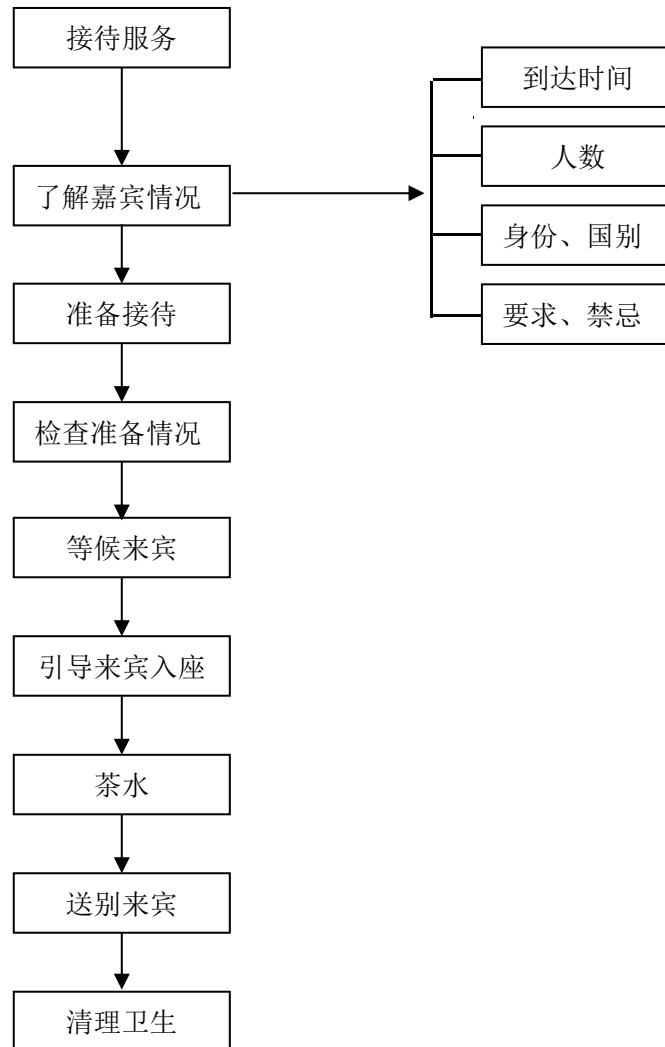 接待服务
到达时间
人数
了解嘉宾情况
身份、国别
准备接待
要求、禁忌
检查准备情况
等候来宾
引导来宾入座
茶水
送别来宾
清理卫生